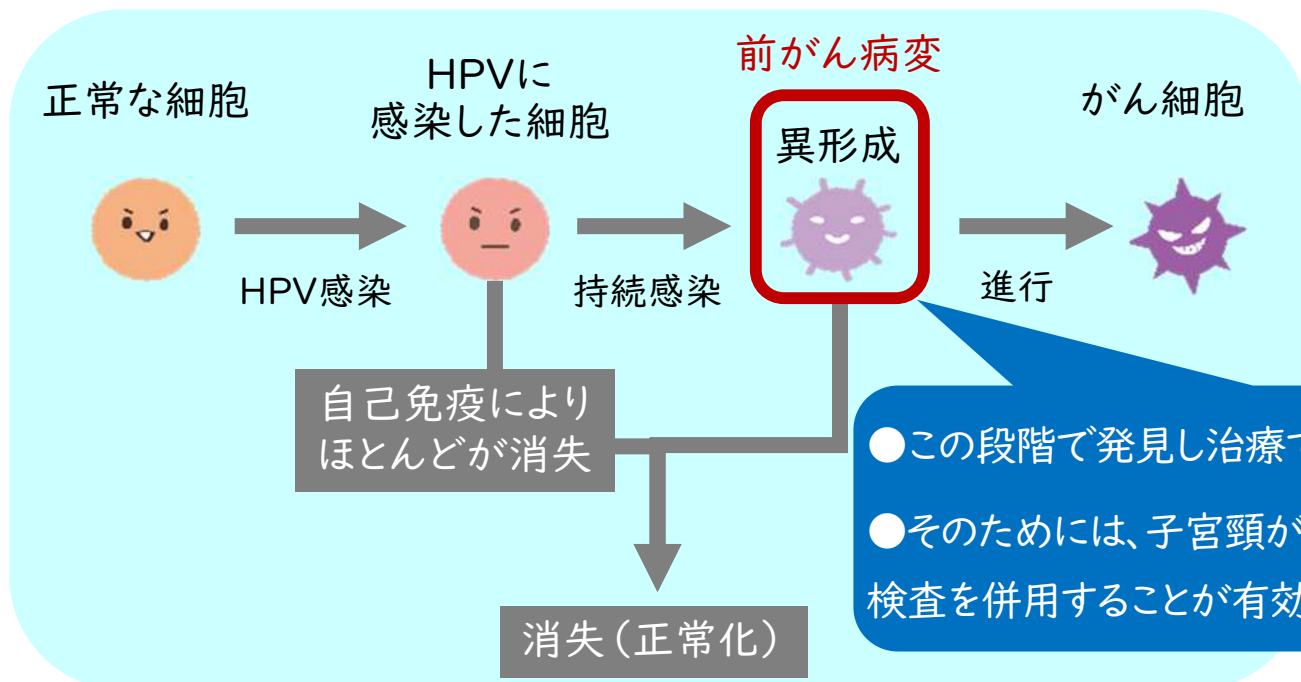 正常な細胞
HPVに
感染した細胞
前がん病変
異形成
がん細胞
HPV感染
持続感染
進行
自己免疫により
ほとんどが消失
消失(正常化)
●この段階で発見し治療
●そのためには、子宮頸が
検査を併用することが有効